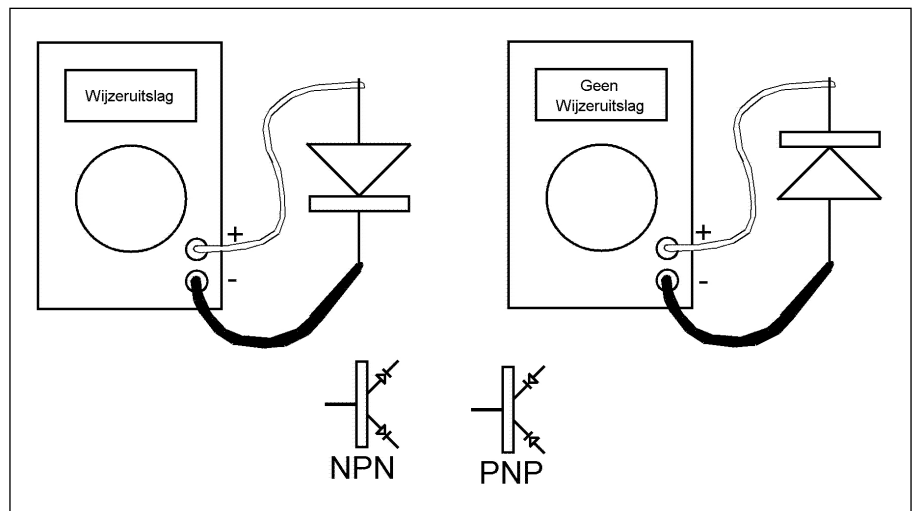 Wijzeruitslag
+
-
Geen
Wijzeruitslag
+
-
NPN
PNP